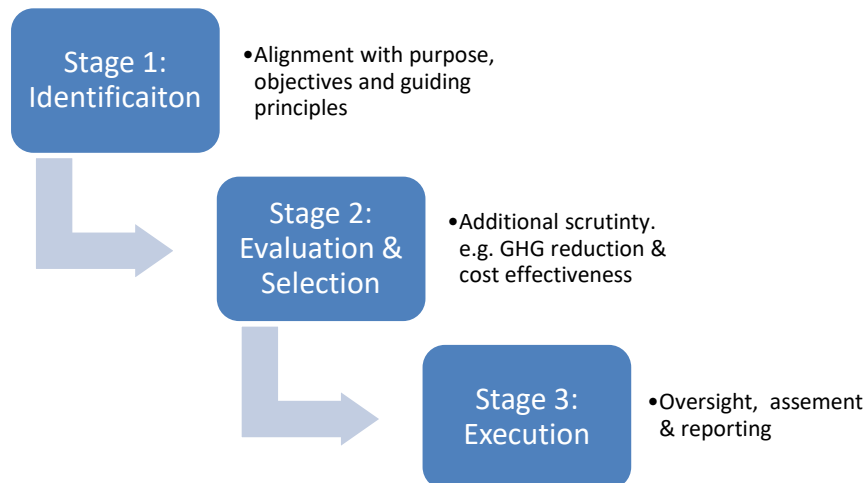 Stage 1:
Identificaiton
•Alignment with purpose,
objectives and guiding
principles
Stage 2:
Evaluation &
Selection
•Additional scrutinty.
e.g. GHG reduction &
cost effectiveness
Stage 3:
Execution
•Oversight,  assement
& reporting